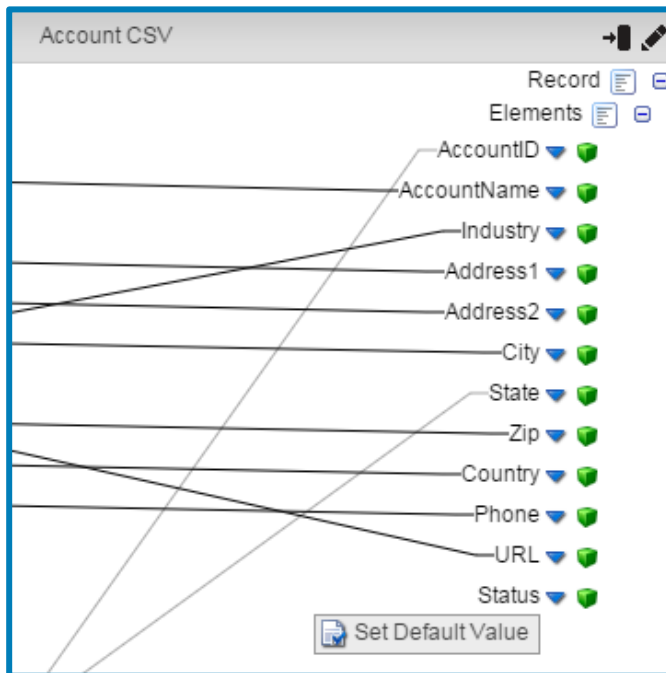 Account CSV
Record
Elements
AccountID
AccountName
Industry
Address1
Address2
City
State
Zip
Country
Phone
URL
Status
Set Default Value